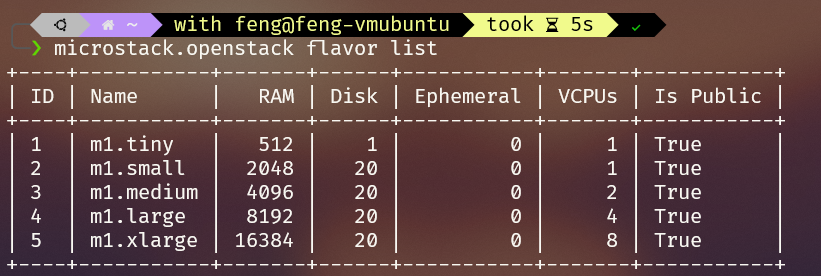 ~ with feng@feng-vmubuntu took ⌛ 5s ✓
❯ microstack.openstack flavor list
+----+-----------+-------+------+-----------+-------+-----------+
| ID | Name      |   RAM | Disk | Ephemeral | VCPUs | Is Public |
+----+-----------+-------+------+-----------+-------+-----------+
| 1  | m1.tiny   |   512 |    1 |         0 |     1 | True      |
| 2  | m1.small  |  2048 |   20 |         0 |     1 | True      |
| 3  | m1.medium |  4096 |   20 |         0 |     2 | True      |
| 4  | m1.large  |  8192 |   20 |         0 |     4 | True      |
| 5  | m1.xlarge | 16384 |   20 |         0 |     8 | True      |
+----+-----------+-------+------+-----------+-------+-----------+